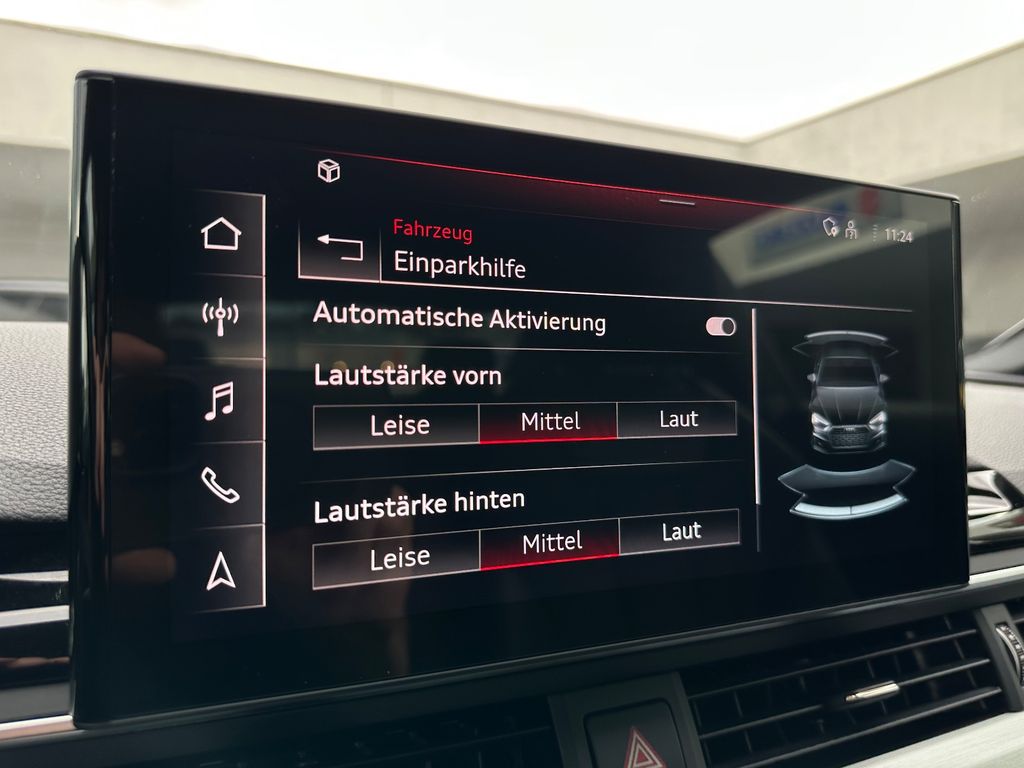 Fahrzeug
Einparkhilfe
11:24
Automatische Aktivierung
Lautstärke vorn
Leise Mittel Laut
Lautstärke hinten
Leise Mittel Laut